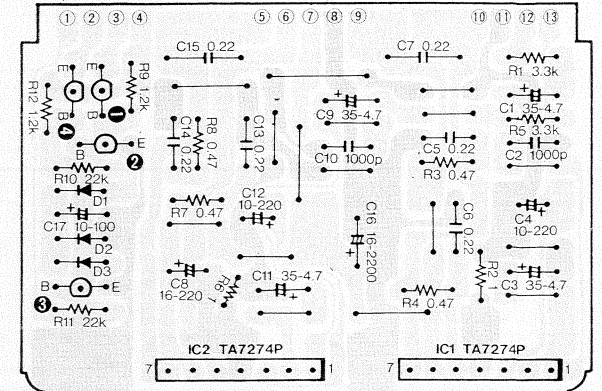 ① ② ③ ④ ⑤ ⑥ ⑦ ⑧ ⑨ ⑩ ⑪ ⑫ ⑬
C15 0.22
C7 0.22
E E
R9 1.2k
R1 3.3k
R12 1.2k
B B
❶
❹
C14 0.22
R8 0.47
C13 0.22
C9 35-4.7
C1 35-4.7
R5 3.3k
B E
❷
C10 1000p
C5 0.22
C2 1000p
R3 0.47
R10 22k
D1
C12
10-220
R7 0.47
C17 10-100
C16 16-2200
C6 0.22
C4
10-220
D2
D3
C8
16-220
R6 1
C11 35-4.7
R2 1
C3 35-4.7
B E
❸
R4 0.47
R11 22k
IC2 TA7274P
IC1 TA7274P
7 1
7 1